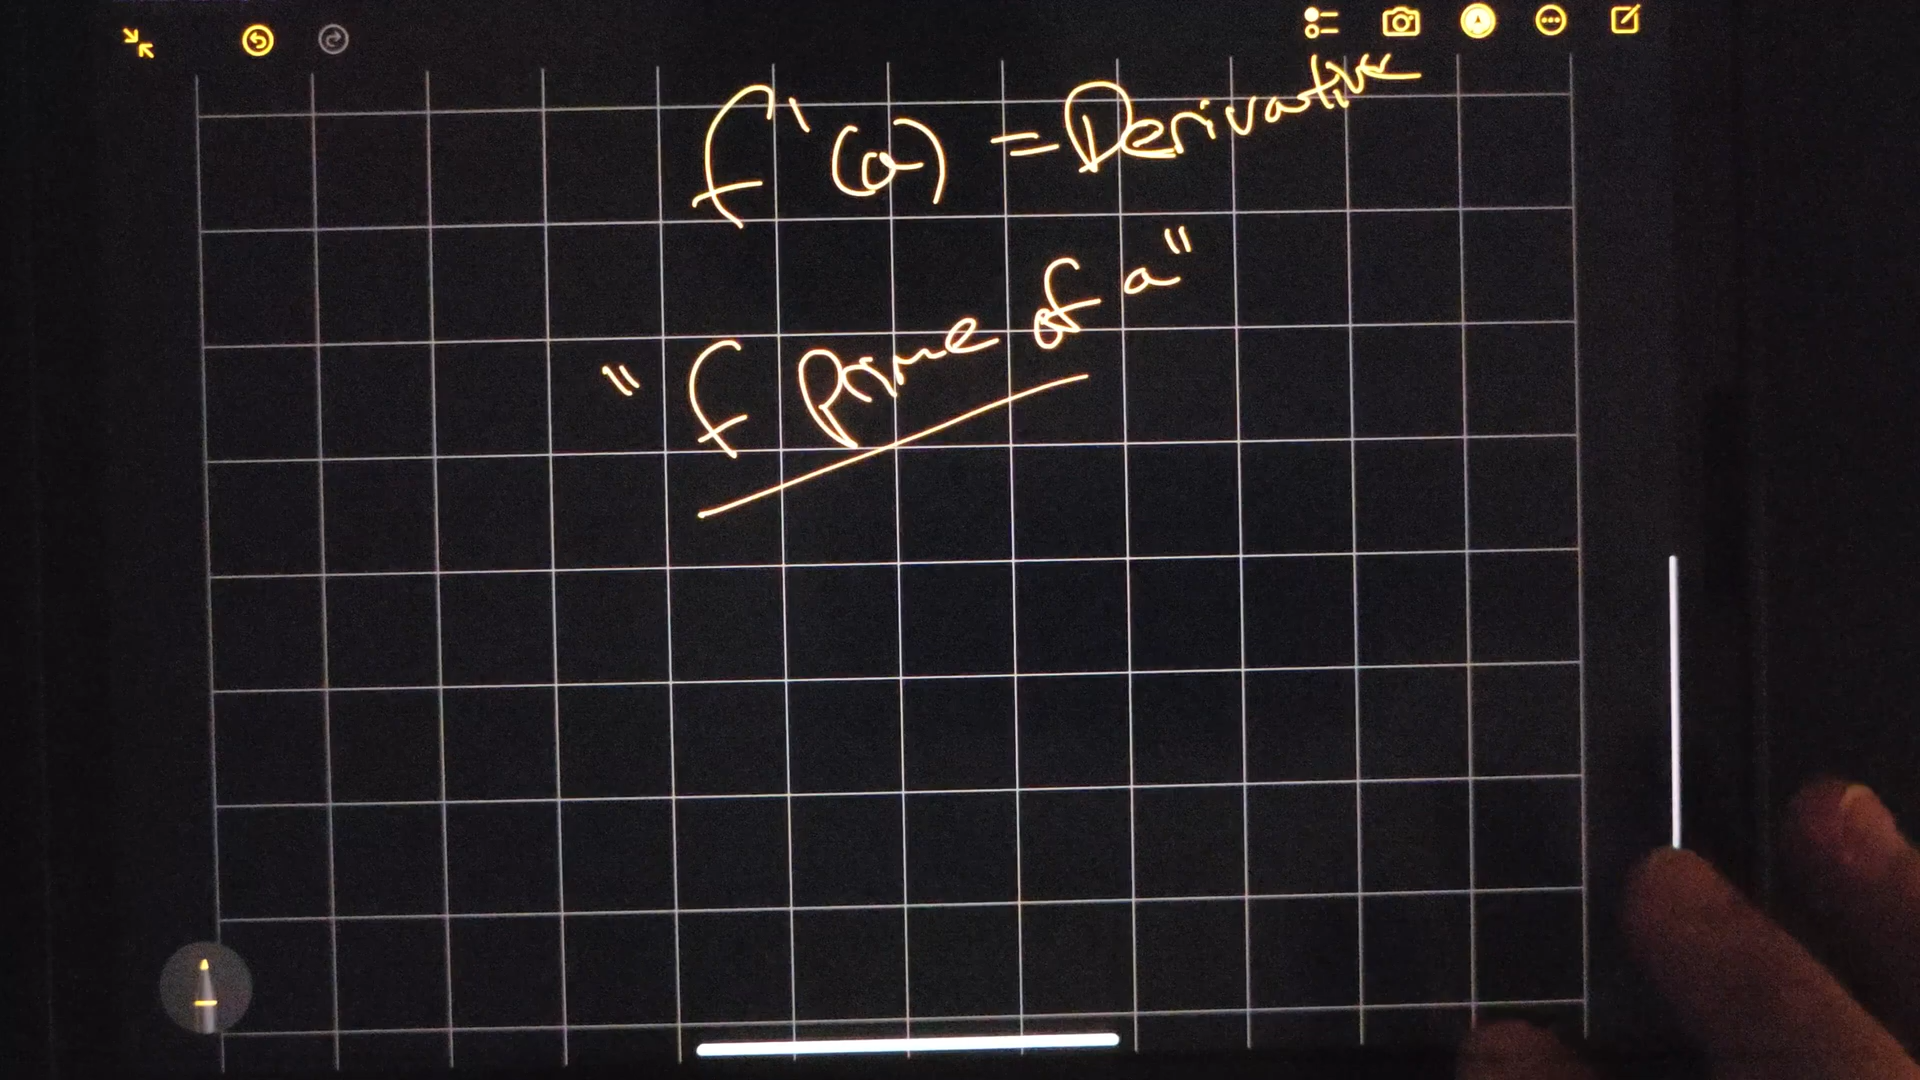 f'(a) = Derivative
"f prime of a"